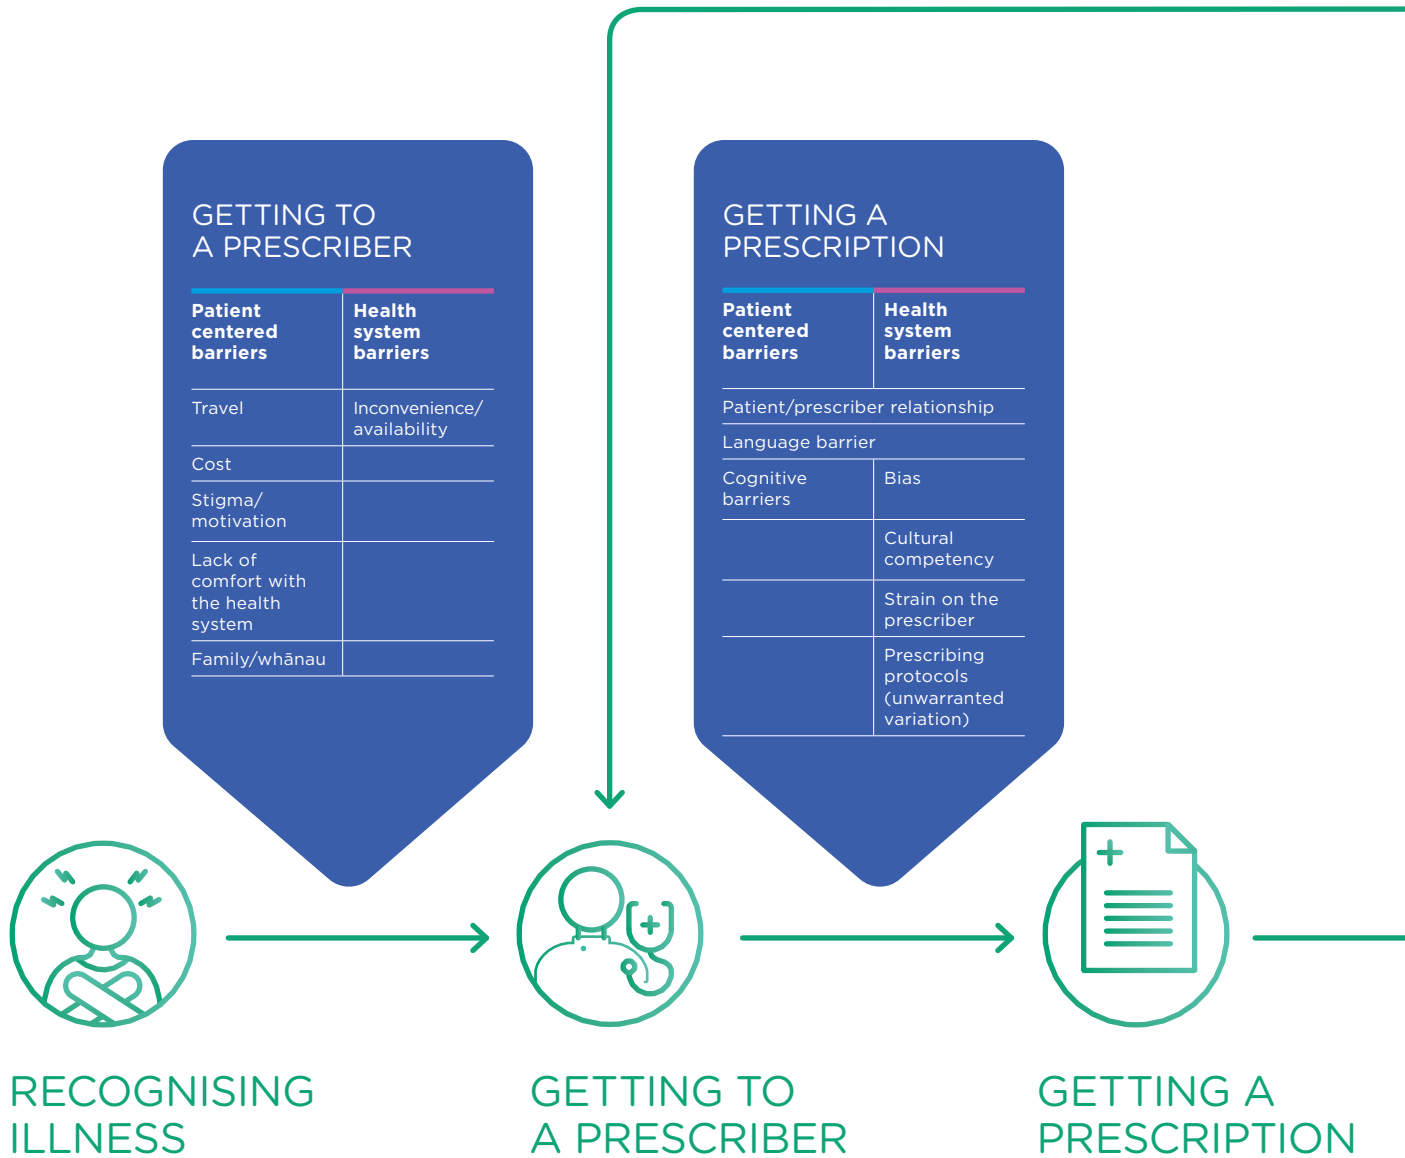 GETTING TO
A PRESCRIBER
Patient
centered
barriers
Health
system
barriers
Travel
Inconvenience/
availability
Cost
Stigma/
motivation
Lack of
comfort with
the health
system
Family/whānau
GETTING A
PRESCRIPTION
Patient
centered
barriers
Health
system
barriers
Patient/prescriber relationship
Language barrier
Cognitive
barriers
Bias
Cultural
competency
Strain on the
prescriber
Prescribing
protocols
(unwarranted
variation)
RECOGNISING
ILLNESS
GETTING TO
A PRESCRIBER
GETTING A
PRESCRIPTION